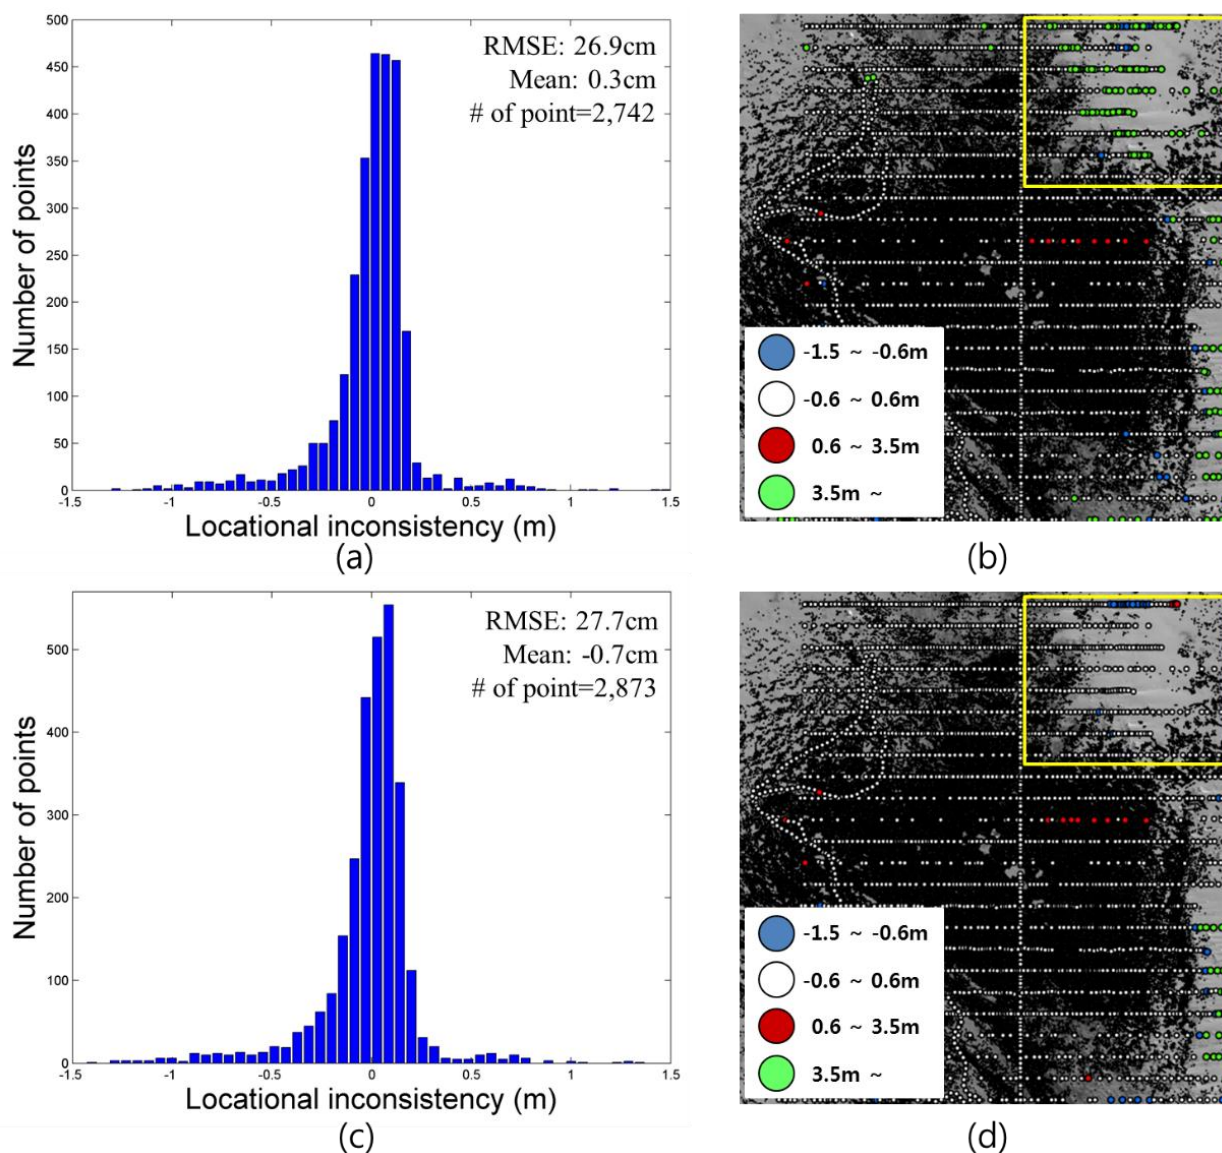 500
450
400
350
300
250
200
150
100
50
0
-1.5
-1
-0.5
0
0.5
1
1.5
Number of points
Locational inconsistency (m)
RMSE: 26.9cm
Mean: 0.3cm
# of point=2,742
(a)
-1.5 ~ -0.6m
-0.6 ~ 0.6m
0.6 ~ 3.5m
3.5m ~
(b)
500
400
300
200
100
0
-1.5
-1
-0.5
0
0.5
1
1.5
Number of points
Locational inconsistency (m)
RMSE: 27.7cm
Mean: -0.7cm
# of point=2,873
(c)
-1.5 ~ -0.6m
-0.6 ~ 0.6m
0.6 ~ 3.5m
3.5m ~
(d)